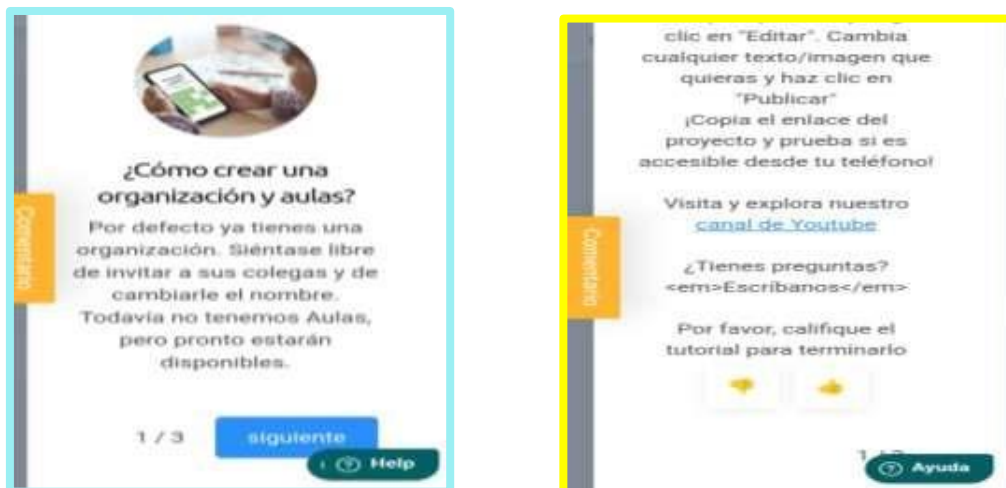 ¿Cómo crear una
organización y aulas?
Por defecto ya tienes una
organización. Siéntase libre
de invitar a sus colegas y de
cambiarle el nombre.
Todavía no tenemos Aulas,
pero pronto estarán
disponibles.
Comentario
1 / 3
siguiente
Help
clic en "Editar". Cambia
cualquier texto/imagen que
quieras y haz clic en
"Publicar"
¡Copia el enlace del
proyecto y prueba si es
accesible desde tu teléfono!
Visita y explora nuestro
canal de Youtube
Comentario
¿Tienes preguntas?
<em>Escríbanos</em>
Por favor, califique el
tutorial para terminarlo
Ayuda